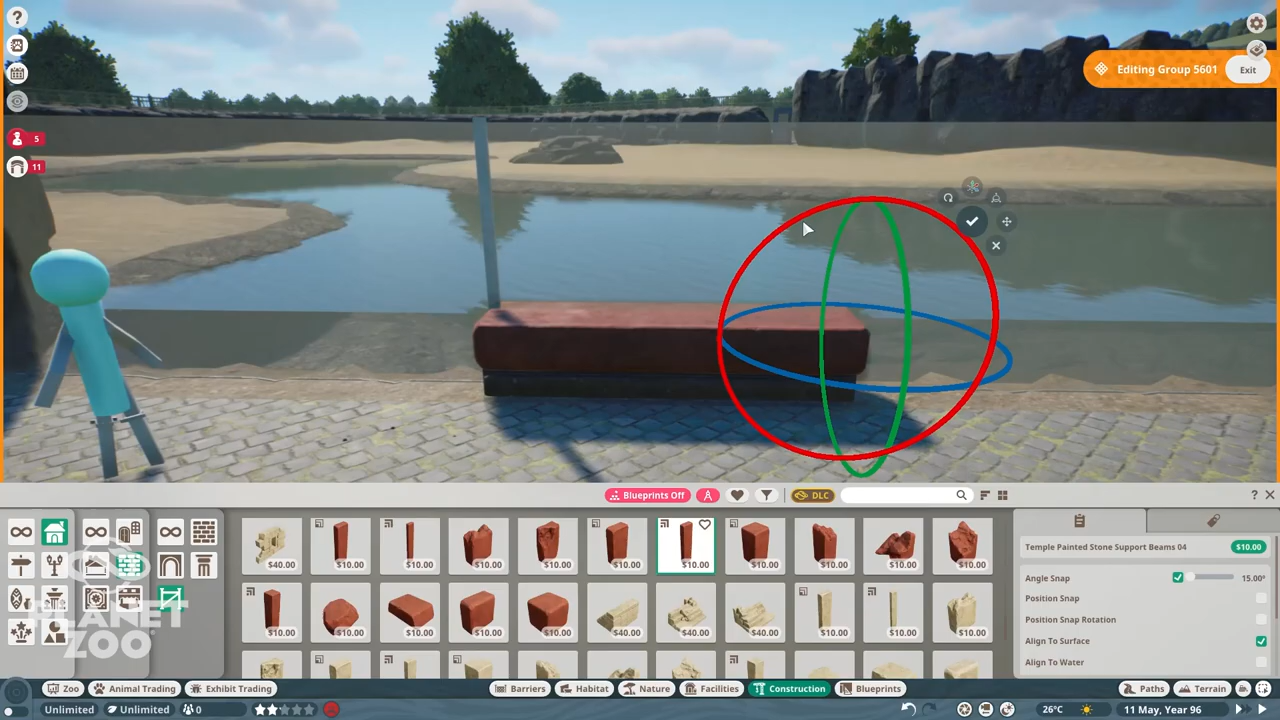 ?
Editing Group 5601
Exit
5
11
Blueprints Off
DLC
?
$40.00
$10.00
$10.00
$10.00
$10.00
$10.00
$10.00
$10.00
$10.00
$10.00
$10.00
Temple Painted Stone Support Beams 04
$10.00
Angle Snap
15.00°
Position Snap
Position Snap Rotation
Align To Surface
Align To Water
$10.00
$10.00
$10.00
$10.00
$10.00
$40.00
$40.00
$40.00
$10.00
$10.00
$10.00
PLANET
ZOO
Zoo
Animal Trading
Exhibit Trading
Barriers
Habitat
Nature
Facilities
Construction
Blueprints
Paths
Terrain
Unlimited
Unlimited
0
26°C
11 May, Year 96